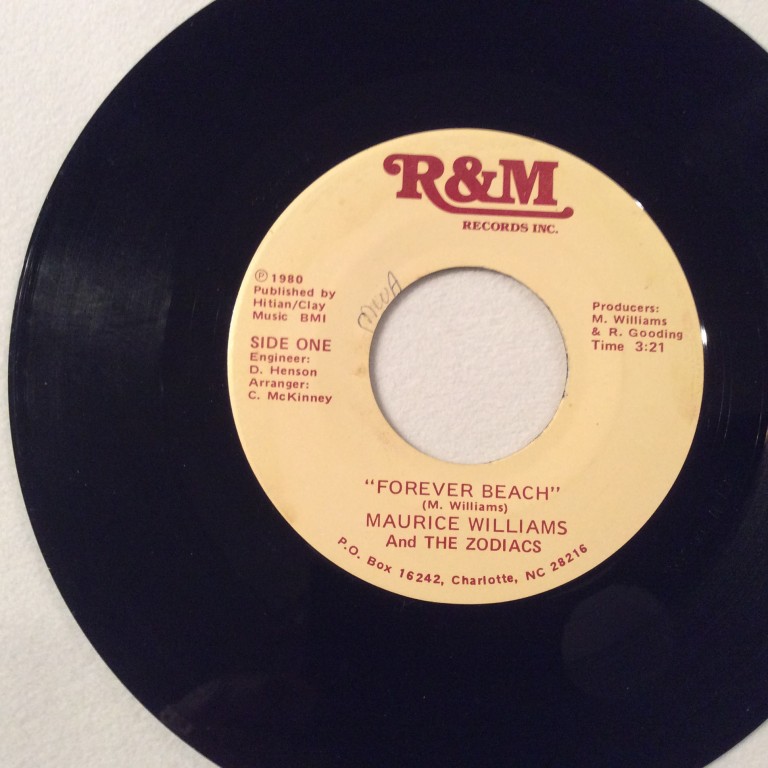 R&M
RECORDS INC.
℗ 1980
Published by
Hitian/Clay
Music BMI
SIDE ONE
Engineer:
D. Henson
Arranger:
C. McKinney
Producers:
M. Williams
& R. Gooding
Time 3:21
"FOREVER BEACH"
(M. Williams)
MAURICE WILLIAMS
And THE ZODIACS
P.O. Box 16242, Charlotte, NC 28216